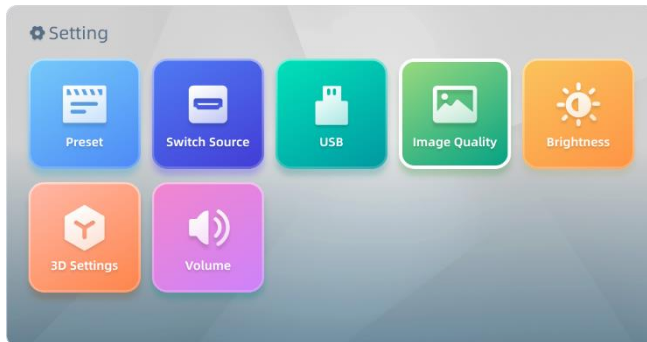 Setting
Preset
Switch Source
USB
Image Quality
Brightness
3D Settings
Volume